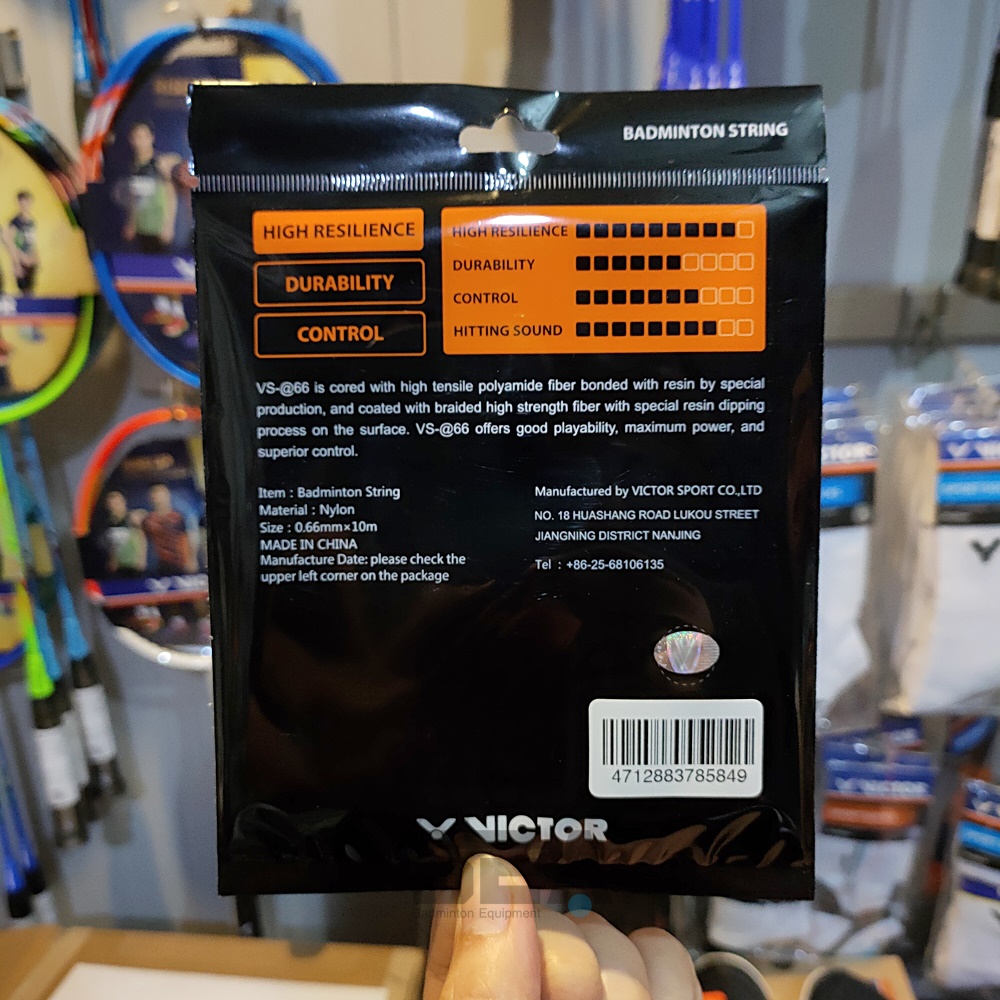 BADMINTON STRING
HIGH RESILIENCE
DURABILITY
CONTROL
HIGH RESILIENCE
DURABILITY
CONTROL
HITTING SOUND
VS-@66 is cored with high tensile polyamide fiber bonded with resin by special
production, and coated with braided high strength fiber with special resin dipping
process on the surface. VS-@66 offers good playability, maximum power, and
superior control.
Item : Badminton String
Material : Nylon
Size : 0.66mm×10m
MADE IN CHINA
Manufacture Date: please check the
upper left corner on the package
Manufactured by VICTOR SPORT CO.,LTD
NO. 18 HUASHANG ROAD LUKOU STREET
JIANGNING DISTRICT NANJING
Tel : +86-25-68106135
4712883785849
VICTOR
Badminton Equipment